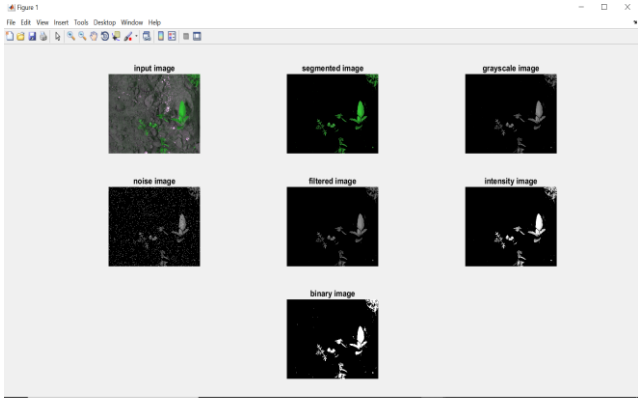 Figure 1
File Edit View Insert Tools Desktop Window Help
input image
segmented image
grayscale image
noise image
filtered image
intensity image
binary image